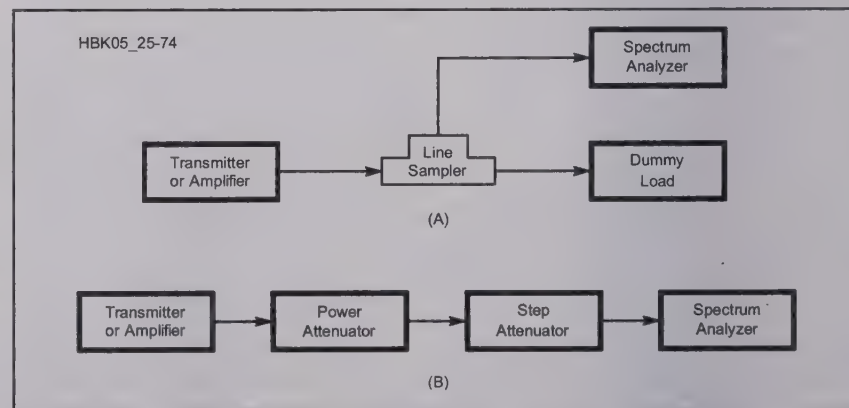 HBK05_25-74
Spectrum
Analyzer
Transmitter
or Amplifier
Line
Sampler
Dummy
Load
(A)
Transmitter
or Amplifier
Power
Attenuator
Step
Attenuator
Spectrum
Analyzer
(B)